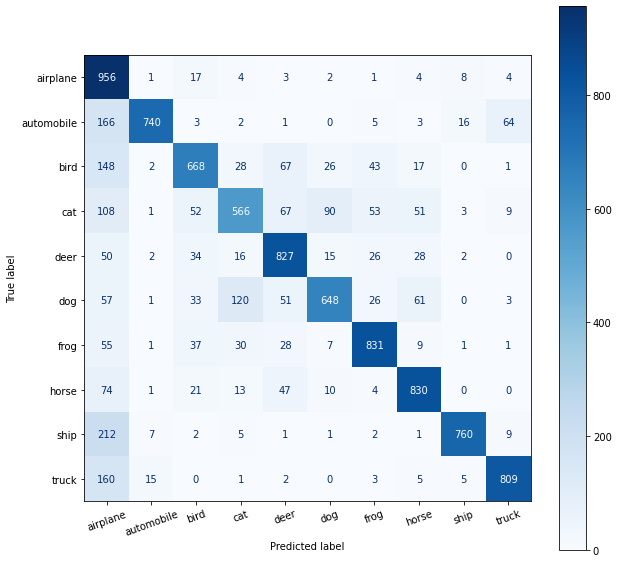 airplane 956 1 17 4 3 2 1 4 8 4
automobile 166 740 3 2 1 0 5 3 16 64
bird 148 2 668 28 67 26 43 17 0 1
cat 108 1 52 566 67 90 53 51 3 9
deer 50 2 34 16 827 15 26 28 2 0
dog 57 1 33 120 51 648 26 61 0 3
frog 55 1 37 30 28 7 831 9 1 1
horse 74 1 21 13 47 10 4 830 0 0
ship 212 7 2 5 1 1 2 1 760 9
truck 160 15 0 1 2 0 3 5 5 809
airplane automobile bird cat deer dog frog horse ship truck
Predicted label
True label
800
600
400
200
0